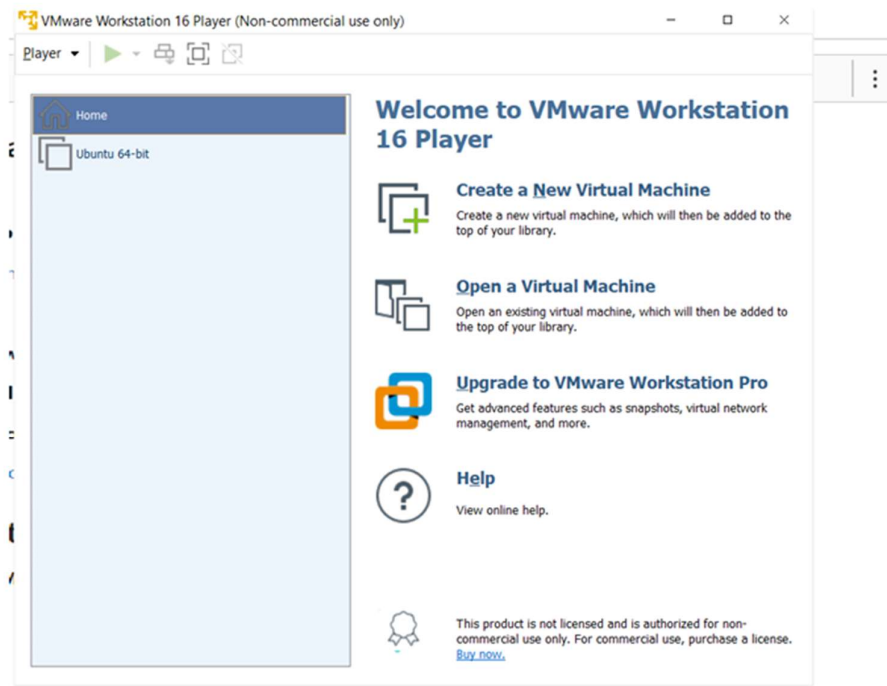 VMware Workstation 16 Player (Non-commercial use only)
Player
Home
Ubuntu 64-bit
Welcome to VMware Workstation
16 Player
Create a New Virtual Machine
Create a new virtual machine, which will then be added to the
top of your library.
Open a Virtual Machine
Open an existing virtual machine, which will then be added to
the top of your library.
Upgrade to VMware Workstation Pro
Get advanced features such as snapshots, virtual network
management, and more.
Help
View online help.
This product is not licensed and is authorized for non-
commercial use only. For commercial use, purchase a license.
Buy now.